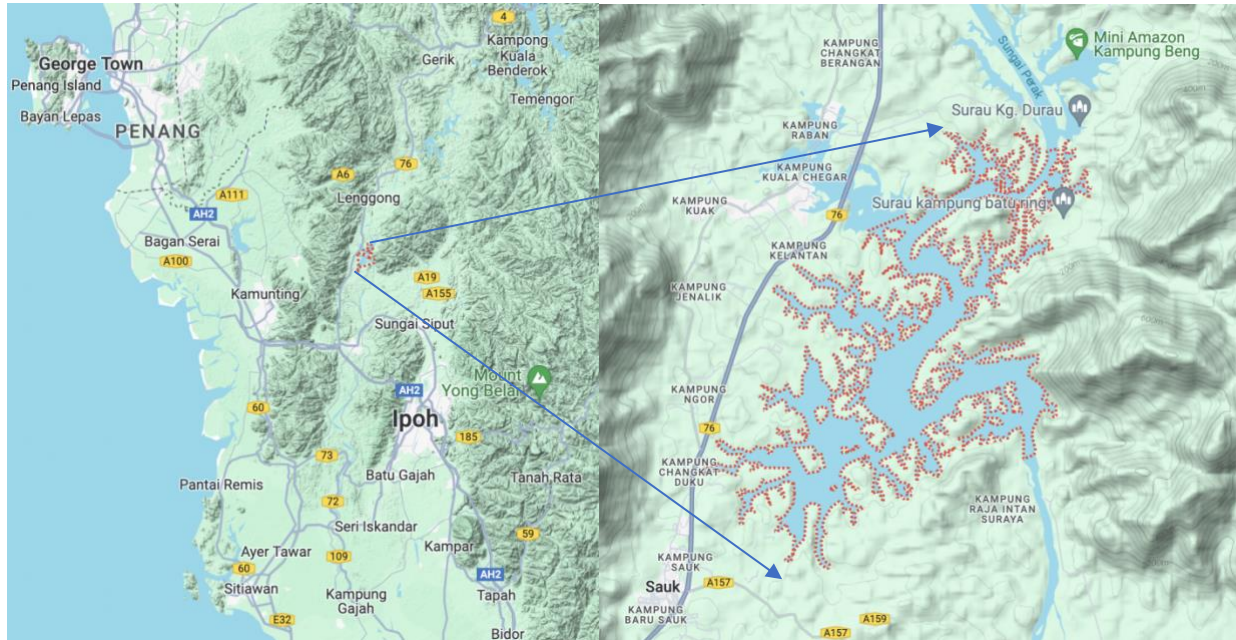 4
Kampong
Kuala
Benderok
Gerik
George Town
Penang Island
Temengor
Bayan Lepas
PENANG
76
A6
A111
Lenggong
AH2
Bagan Serai
A100
A19
Kamunting
A155
Sungai Siput
Mount
Yong Belar
AH2
60
Ipoh
185
73
Batu Gajah
Tanah Rata
Pantai Remis
72
Seri Iskandar
59
Ayer Tawar
109
Kampar
60
AH2
Sitiawan
Kampung
Gajah
Tapah
E32
Bidor
Mini Amazon
Kampung Beng
KAMPUNG
CHANGKAT
BERANGAN
Sungai Perak
Surau Kg. Durau
KAMPUNG
RABAN
KAMPUNG
KUALA CHEGAR
KAMPUNG
KUAK
76
Surau kampung batu ring
KAMPUNG
KELANTAN
KAMPUNG
JENALIK
KAMPUNG
NGOR
76
KAMPUNG
CHANGKAT
DUKU
KAMPUNG
RAJA INTAN
SURAYA
KAMPUNG
SAUK
Sauk
A157
KAMPUNG
BARU SAUK
A159
A157